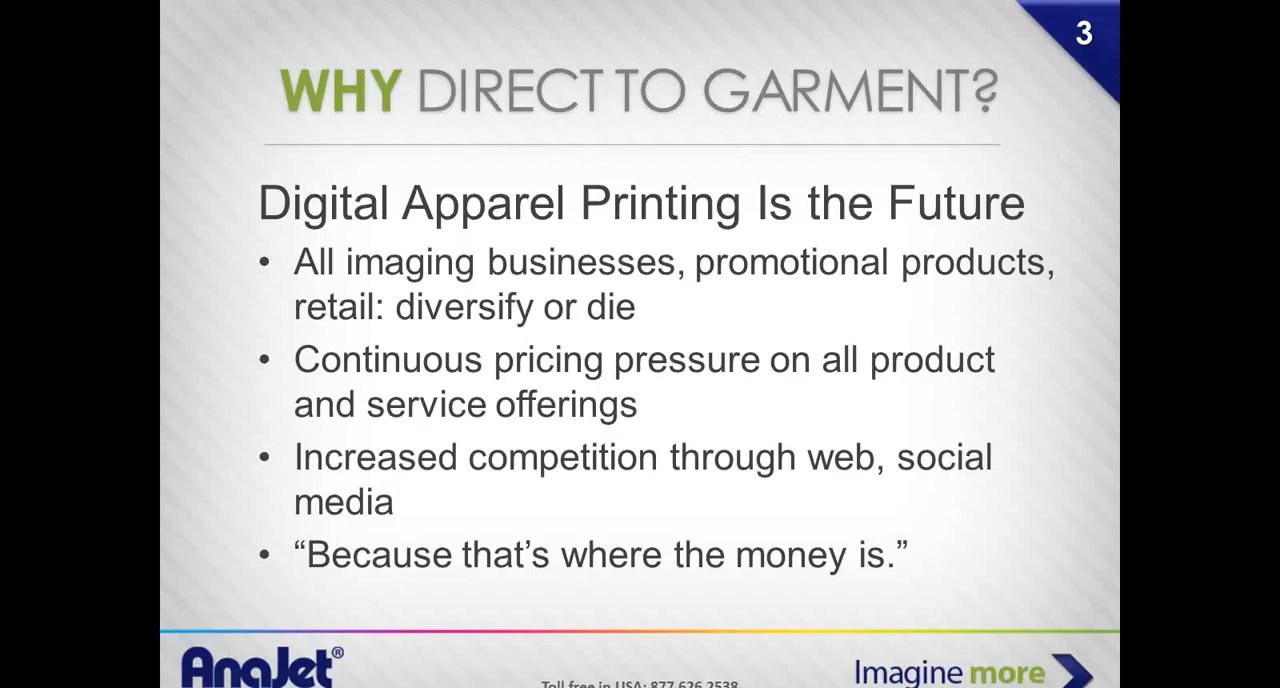 3
WHY DIRECT TO GARMENT?
Digital Apparel Printing Is the Future
• All imaging businesses, promotional products,
retail: diversify or die
• Continuous pricing pressure on all product
and service offerings
• Increased competition through web, social
media
• “Because that’s where the money is.”
AnaJet®
Toll free in USA: 877.626.2538
Imagine more